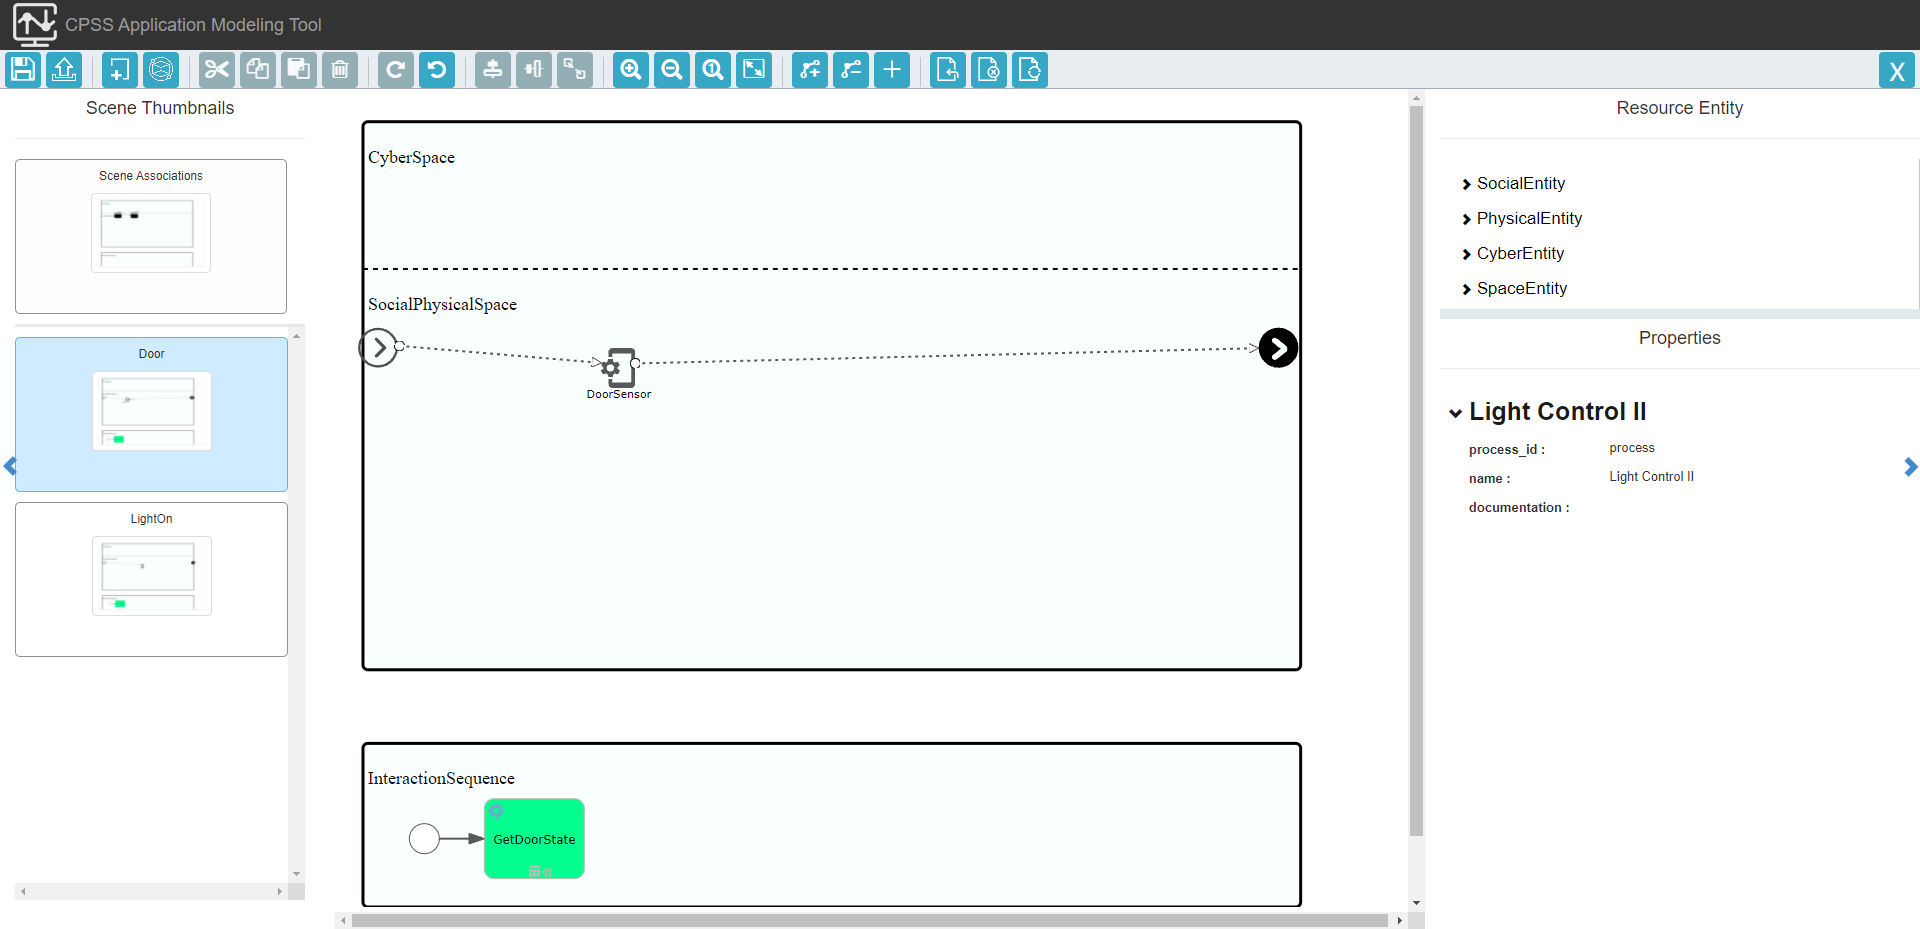 CPSS Application Modeling Tool
X
Scene Thumbnails
Scene Associations
Door
LightOn
CyberSpace
SocialPhysicalSpace
DoorSensor
InteractionSequence
GetDoorState
Resource Entity
SocialEntity
PhysicalEntity
CyberEntity
SpaceEntity
Properties
Light Control II
process_id : process
name : Light Control II
documentation :